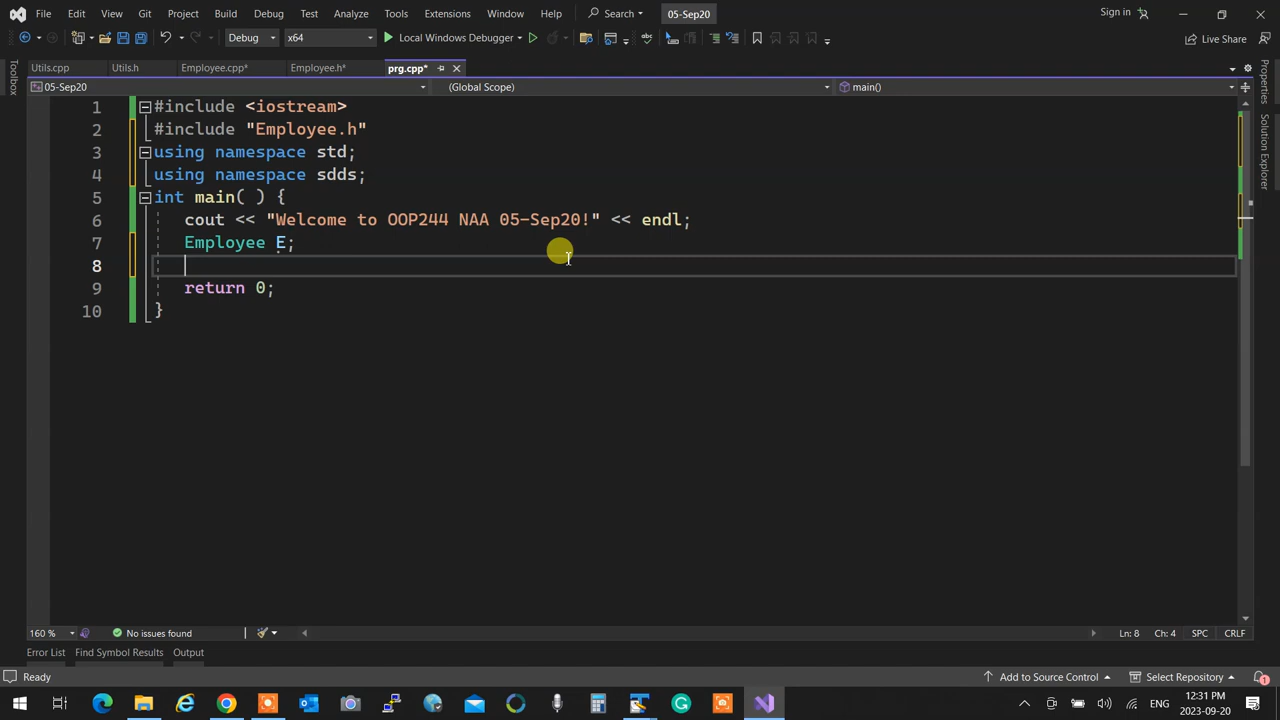 File Edit View Git Project Build Debug Test Analyze Tools Extensions Window Help Search 05-Sep20 Sign in
Debug x64 Local Windows Debugger Live Share
Utils.cpp Utils.h Employee.cpp* Employee.h* prg.cpp*
05-Sep20 (Global Scope) main()
Toolbox
Properties
Solution Explorer
1 #include <iostream>
2 #include "Employee.h"
3 using namespace std;
4 using namespace sdds;
5 int main( ) {
6 cout << "Welcome to OOP244 NAA 05-Sep20!" << endl;
7 Employee E;
8
9 return 0;
10 }
160 % No issues found Ln: 8 Ch: 4 SPC CRLF
Error List Find Symbol Results Output
Ready Add to Source Control Select Repository 1
ENG 12:31 PM
2023-09-20